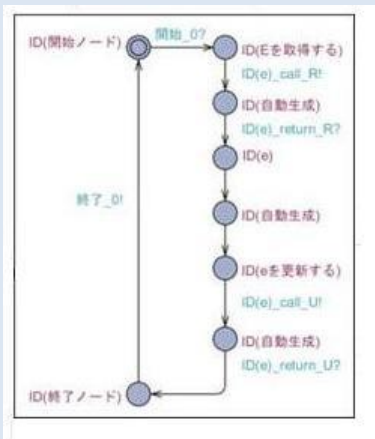 ID(開始ノード)
開始_0?
ID(Eを取得する)
ID(e)_call_R!
ID(自動生成)
ID(e)_return_R?
ID(e)
終了_0!
ID(自動生成)
ID(eを更新する)
ID(e)_call_U!
ID(自動生成)
ID(e)_return_U?
ID(終了ノード)